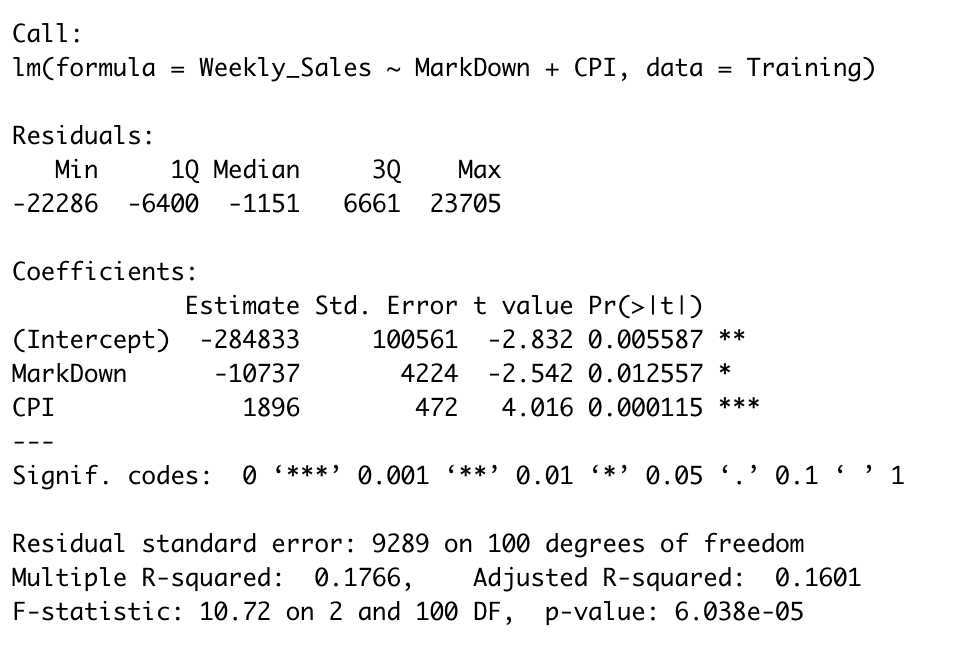 Call:
lm(formula = Weekly_Sales ~ MarkDown + CPI, data = Training)
Residuals:
   Min     1Q Median     3Q    Max
-22286  -6400  -1151   6661  23705
Coefficients:
            Estimate Std. Error t value Pr(>|t|)
(Intercept)  -284833     100561  -2.832 0.005587 **
MarkDown      -10737       4224  -2.542 0.012557 *
CPI             1896        472   4.016 0.000115 ***
---
Signif. codes:  0 ‘***’ 0.001 ‘**’ 0.01 ‘*’ 0.05 ‘.’ 0.1 ‘ ’ 1
Residual standard error: 9289 on 100 degrees of freedom
Multiple R-squared:  0.1766,    Adjusted R-squared:  0.1601
F-statistic: 10.72 on 2 and 100 DF,  p-value: 6.038e-05